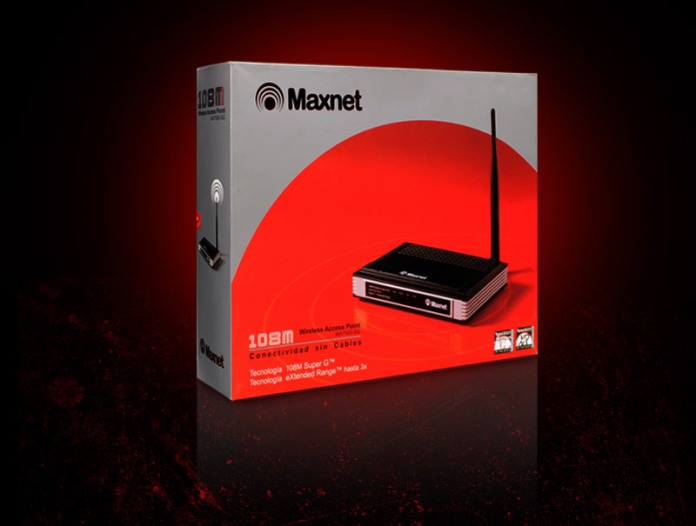 Maxnet
108M
Wireless Access Point
108M Wireless Access Point
Conectividad sin Cables
Tecnología 108M Super G™
Tecnología eXtended Range™ hasta 3x
Maxnet
Maxnet
Maxnet